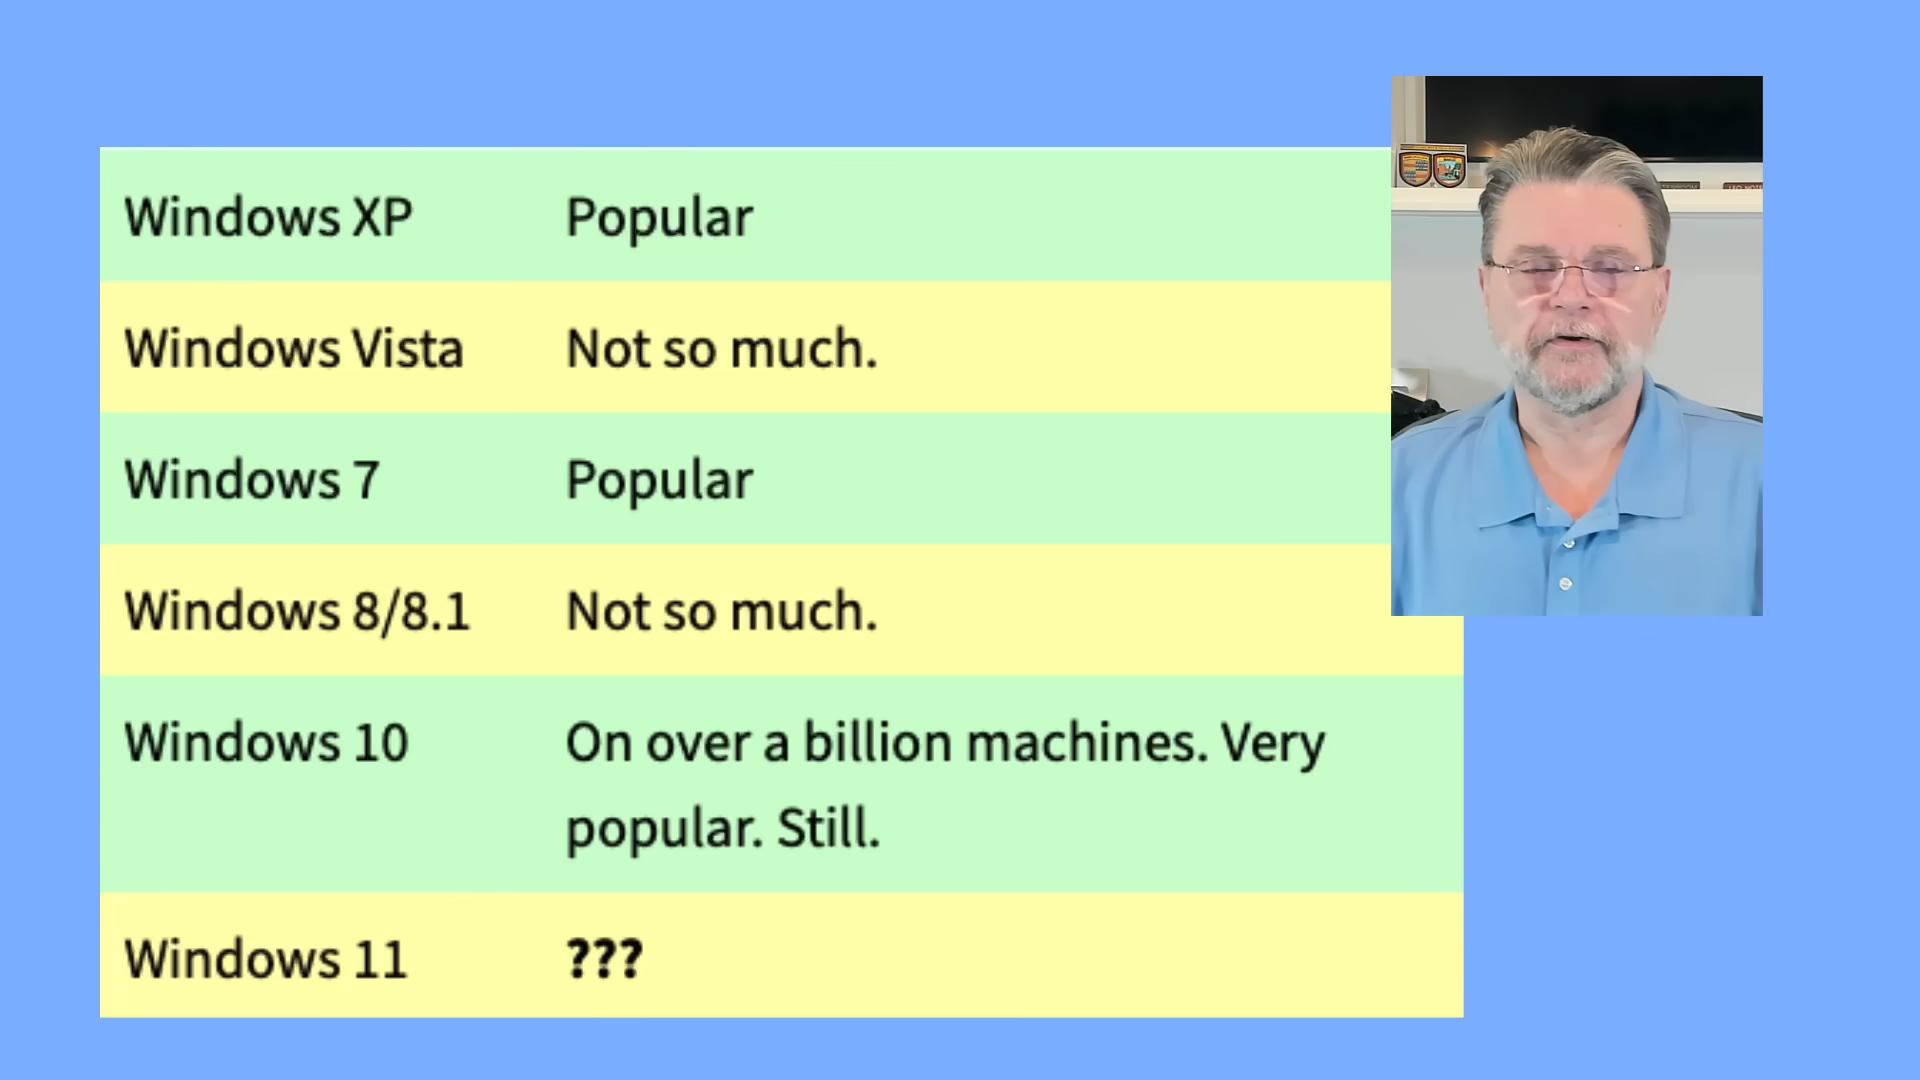 Windows XP Popular
Windows Vista Not so much.
Windows 7 Popular
Windows 8/8.1 Not so much.
Windows 10 On over a billion machines. Very
popular. Still.
Windows 11 ???